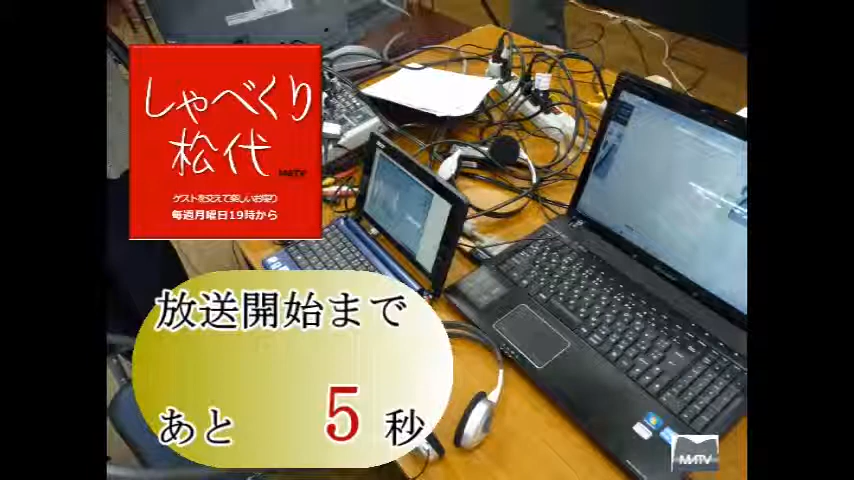 しゃべくり
松代
MATV
ゲストを交えて楽しいお喋り
毎週月曜日19時から
放送開始まで
あと 5 秒
MATV